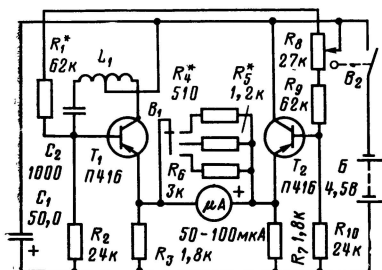 R₁*
62к
L₁
R₄*
510
R₅*
1,2к
R₈
27к
R₉
62к
B₂
B₁
C₂
1000
T₁
П416
C₁
50,0
+
R₆
3к
μA
+
T₂
П416
Б
4,5в
R₂
24к
R₃ 1,8к
50-100мкА
R₇ 1,8к
R₁₀
24к